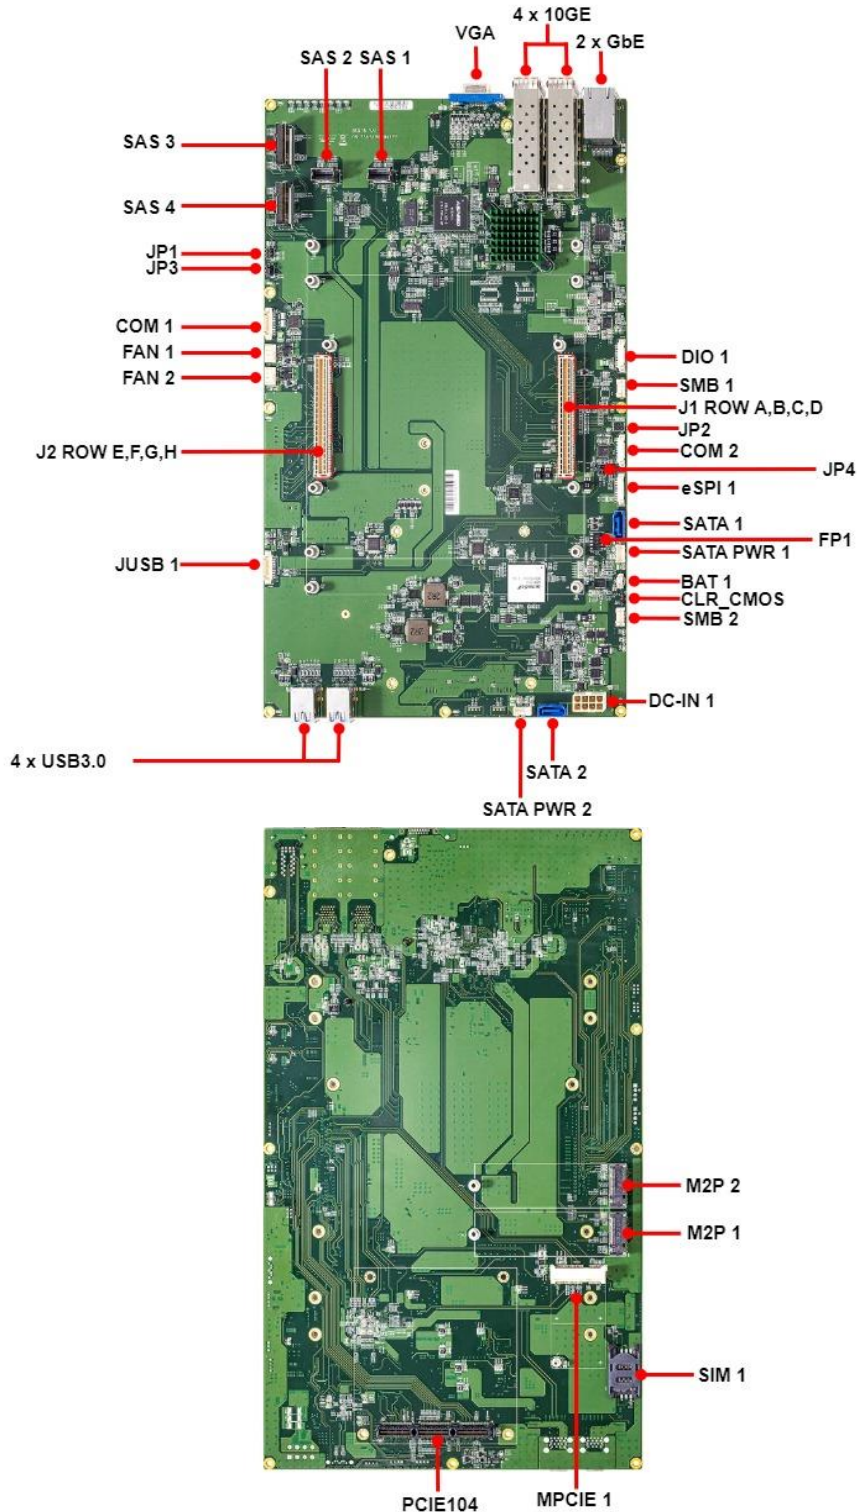 4 x 10GE
VGA
2 x GbE
SAS 2
SAS 1
SAS 3
SAS 4
JP1
JP3
COM 1
FAN 1
FAN 2
DIO 1
SMB 1
J1 ROW A,B,C,D
JP2
COM 2
J2 ROW E,F,G,H
JP4
eSPI 1
SATA 1
FP1
SATA PWR 1
JUSB 1
BAT 1
CLR_CMOS
SMB 2
DC-IN 1
4 x USB3.0
SATA 2
SATA PWR 2
2R2
2R2
M2P 2
M2P 1
SIM 1
MPCIE 1
PCIE104